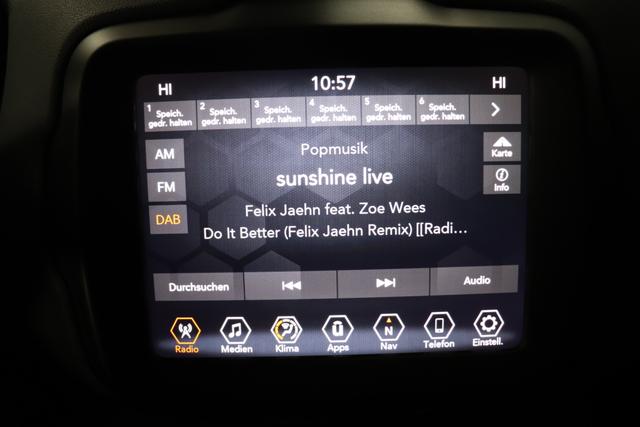 HI 10:57 HI
1 2 3 4 5 6
Speich. Speich. Speich. Speich. Speich. Speich.
gedr. halten gedr. halten gedr. halten gedr. halten gedr. halten gedr. halten
AM
FM
DAB
Popmusik
sunshine live
Felix Jaehn feat. Zoe Wees
Do It Better (Felix Jaehn Remix) [[Radi...
Karte
Info
Durchsuchen Audio
Radio Medien Klima Apps N Nav Telefon Einstell.